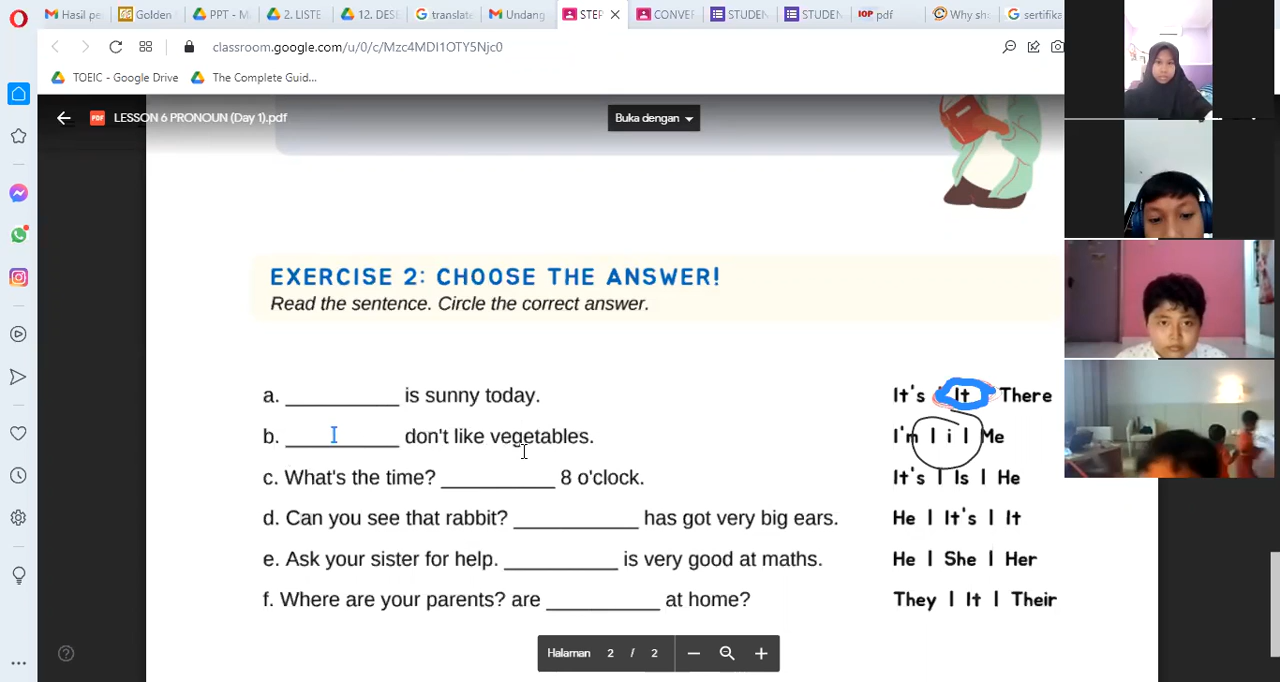 Hasil pe
Golden
PPT - M
2. LISTE
12. DESE
translate
Undang
STEP
CONVER
STUDEN
STUDEN
IOP pdf
Why sh
sertifika
classroom.google.com/u/0/c/Mzc4MDI1OTY5Njc0
TOEIC - Google Drive
The Complete Guid...
PDF LESSON 6 PRONOUN (Day 1).pdf
Buka dengan
EXERCISE 2: CHOOSE THE ANSWER!
Read the sentence. Circle the correct answer.
a. __________ is sunny today. It's | It There
b. __________ don't like vegetables. I'm | i | Me
c. What's the time? __________ 8 o'clock. It's | Is | He
d. Can you see that rabbit? ___________ has got very big ears. He | It's | It
e. Ask your sister for help. __________ is very good at maths. He | She | Her
f. Where are your parents? are __________ at home? They | It | Their
Halaman 2 / 2